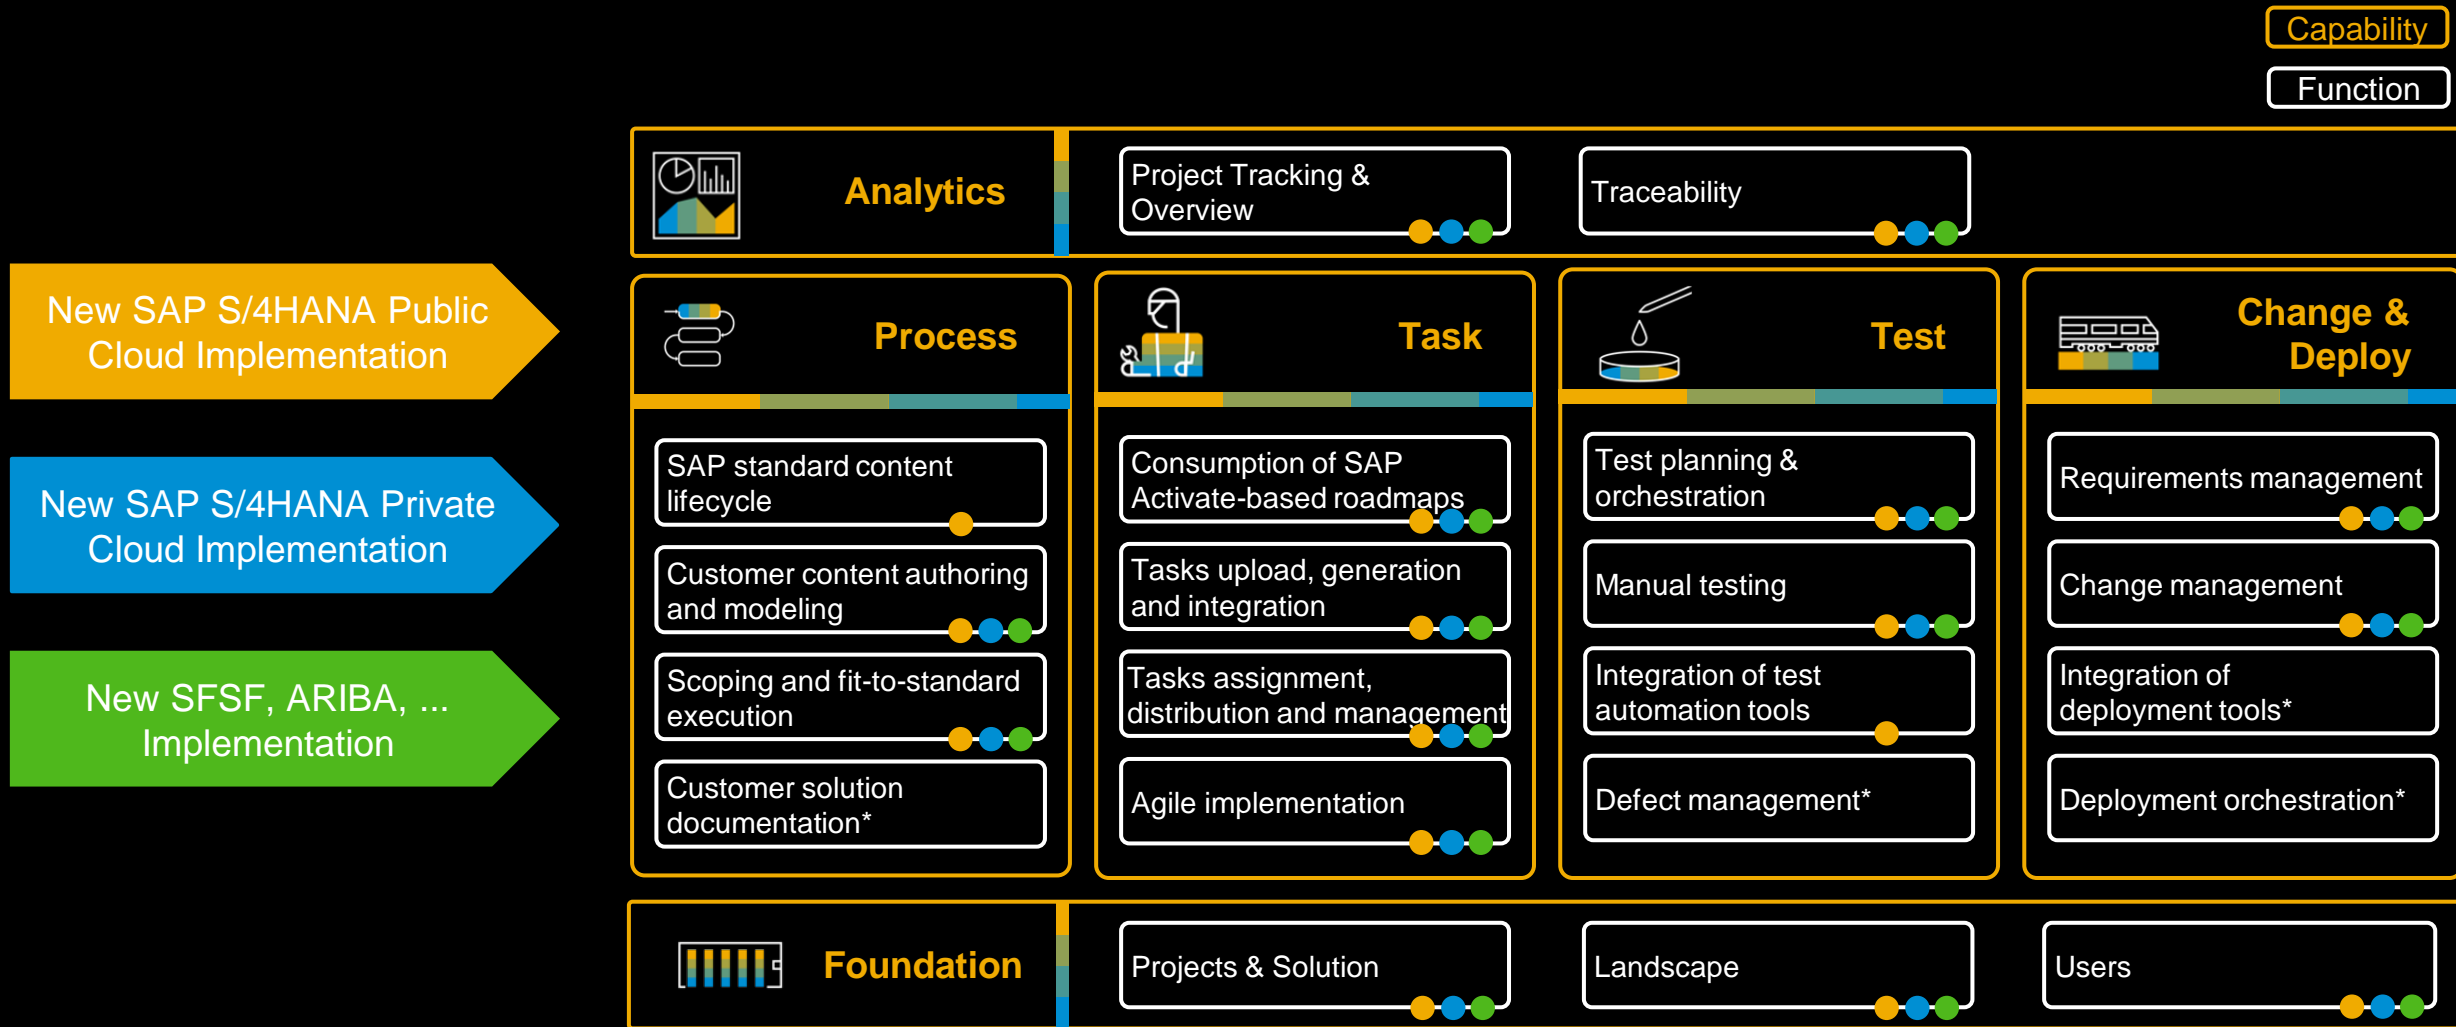 Capability
Function
Analytics
Project Tracking &
Overview
Traceability
New SAP S/4HANA Public
Cloud Implementation
New SAP S/4HANA Private
Cloud Implementation
New SFSF, ARIBA, ...
Implementation
Process
SAP standard content
lifecycle
Customer content authoring
and modeling
Scoping and fit-to-standard
execution
Customer solution
documentation*
Task
Consumption of SAP
Activate-based roadmaps
Tasks upload, generation
and integration
Tasks assignment,
distribution and management
Agile implementation
Test
Test planning &
orchestration
Manual testing
Integration of test
automation tools
Defect management*
Change &
Deploy
Requirements management
Change management
Integration of
deployment tools*
Deployment orchestration*
Foundation
Projects & Solution
Landscape
Users